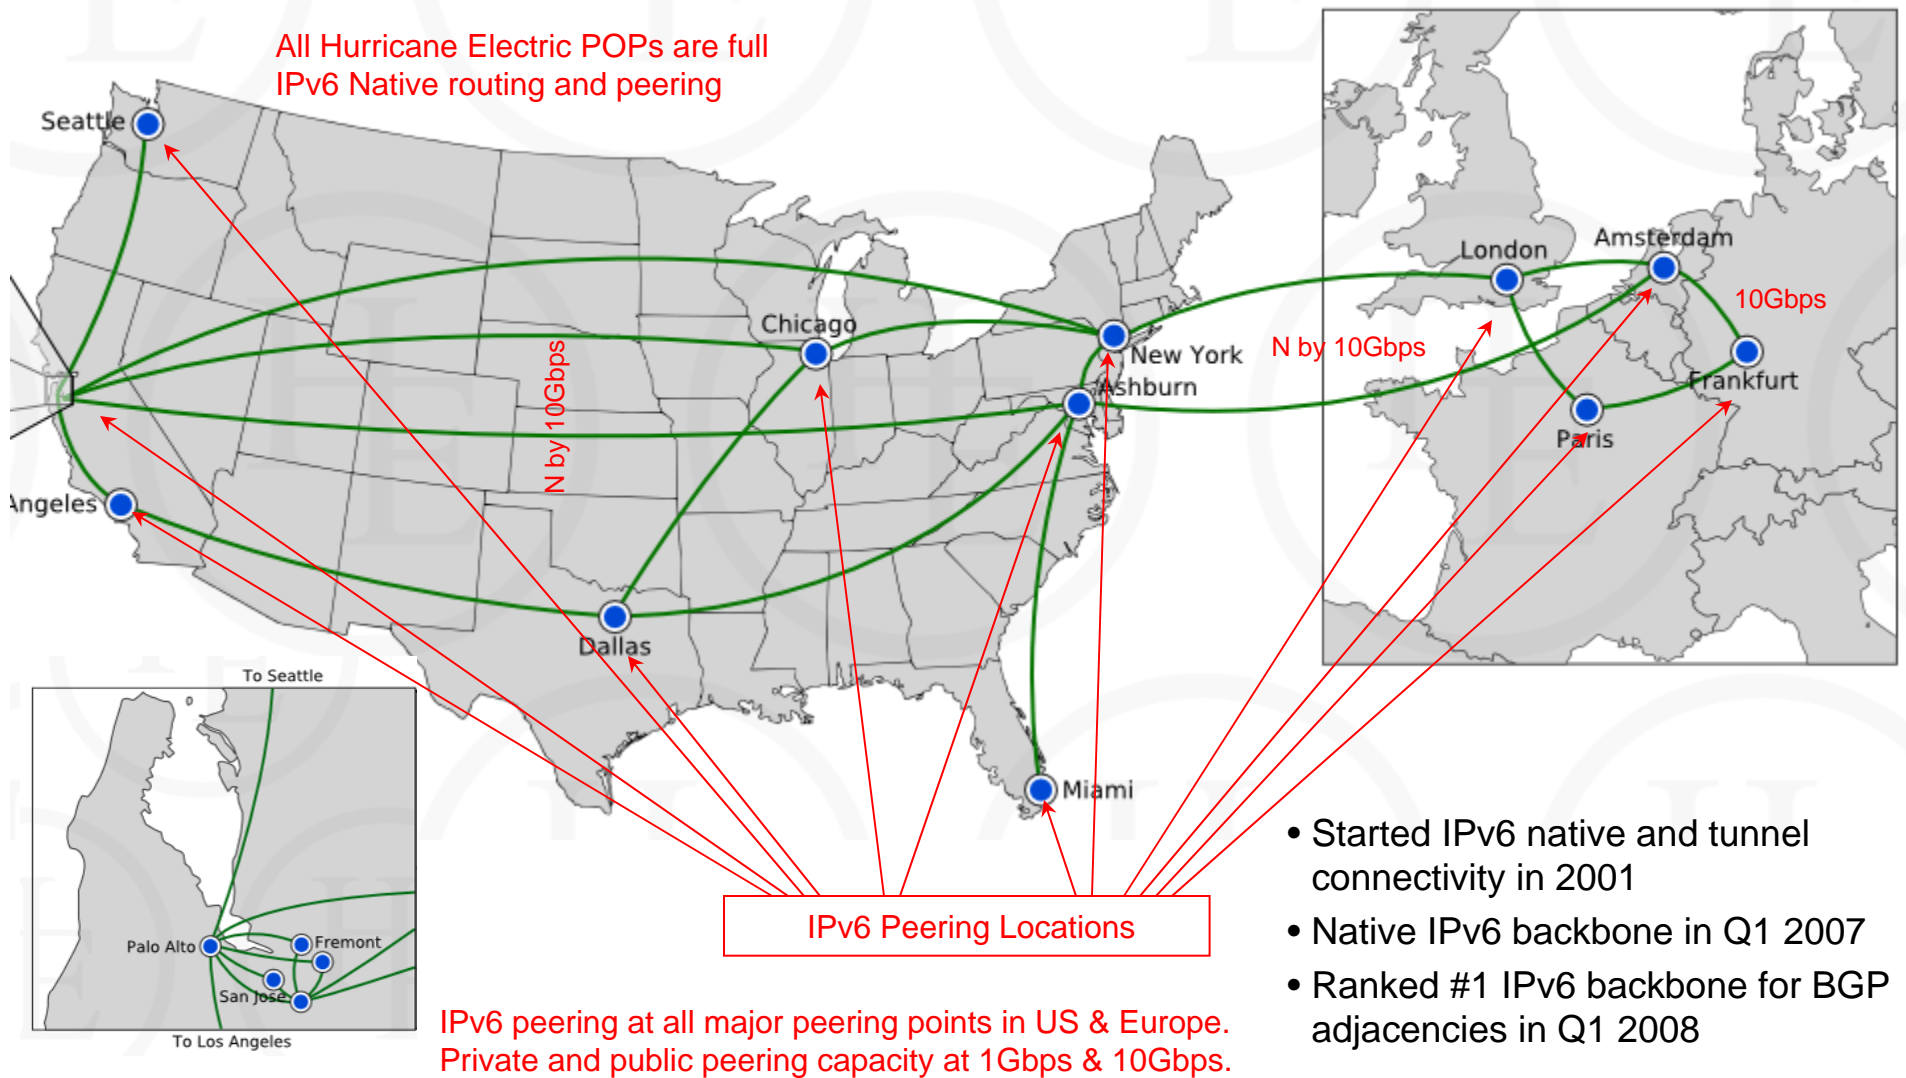 All Hurricane Electric POPs are full
IPv6 Native routing and peering
Seattle
Chicago
New York
Ashburn
Angeles
Dallas
Miami
N by 10Gbps
N by 10Gbps
London
Amsterdam
10Gbps
Frankfurt
Paris
To Seattle
Palo Alto
Fremont
San Jose
To Los Angeles
IPv6 Peering Locations
IPv6 peering at all major peering points in US & Europe.
Private and public peering capacity at 1Gbps & 10Gbps.
• Started IPv6 native and tunnel
connectivity in 2001
• Native IPv6 backbone in Q1 2007
• Ranked #1 IPv6 backbone for BGP
adjacencies in Q1 2008